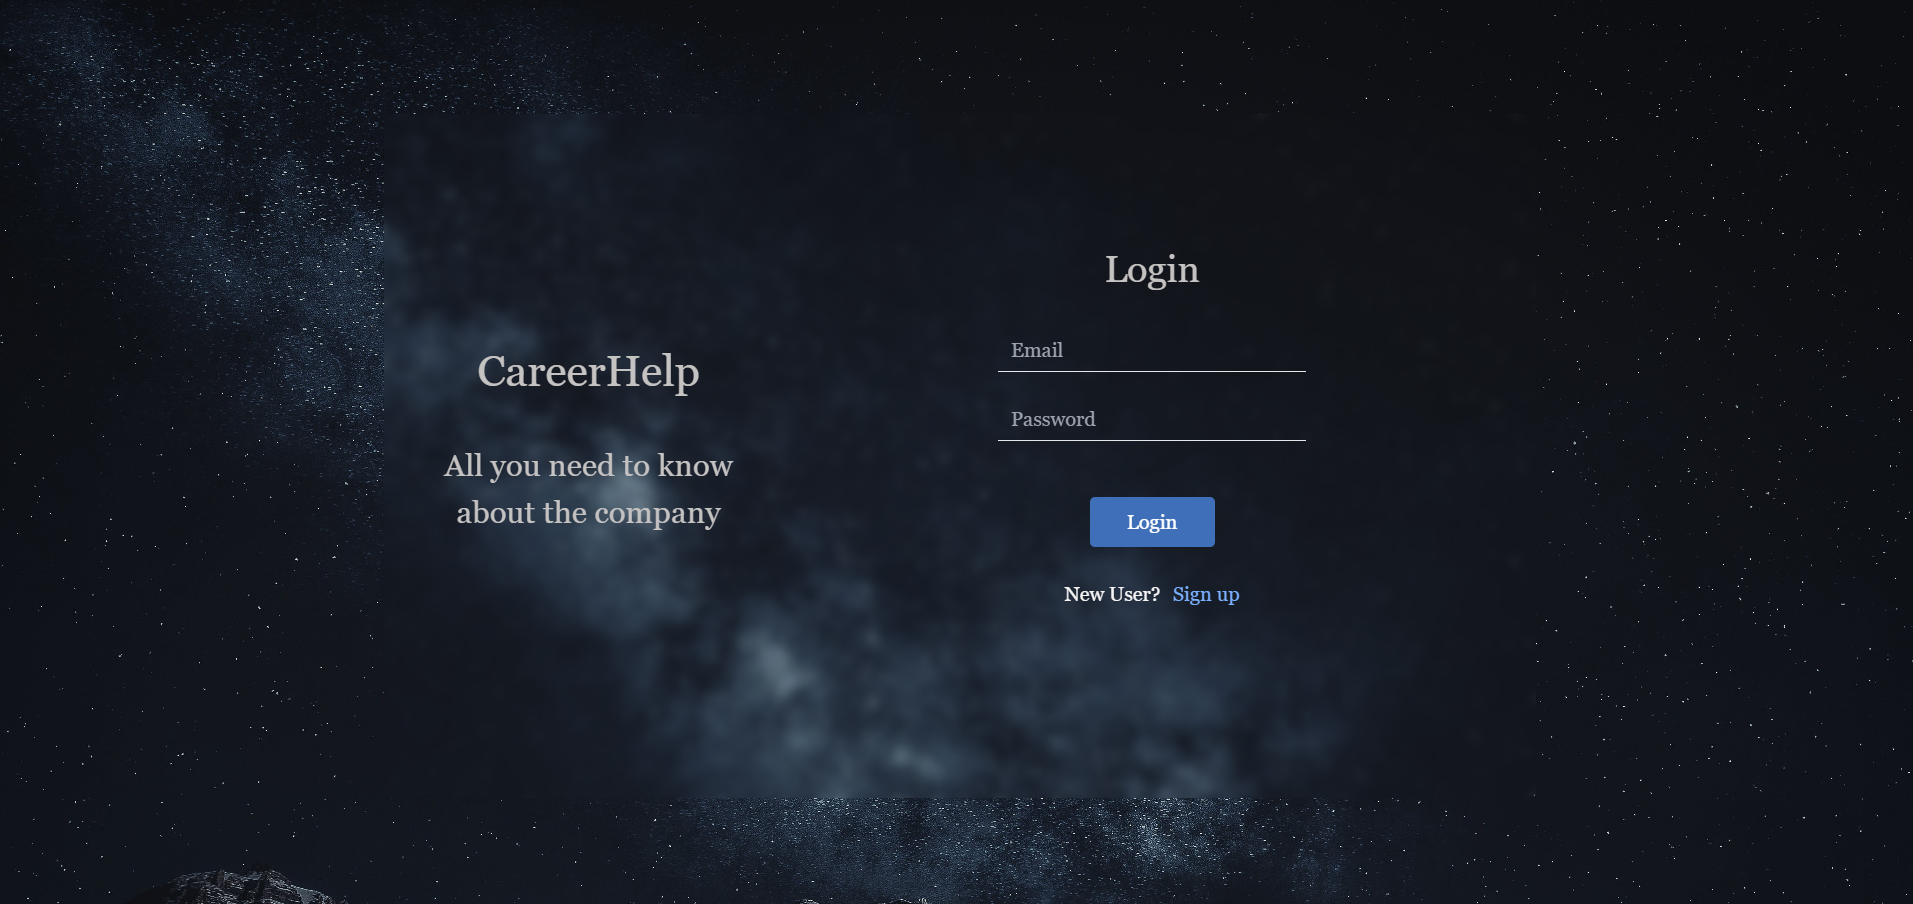 CareerHelp
All you need to know
about the company
Login
Email
Password
Login
New User? Sign up